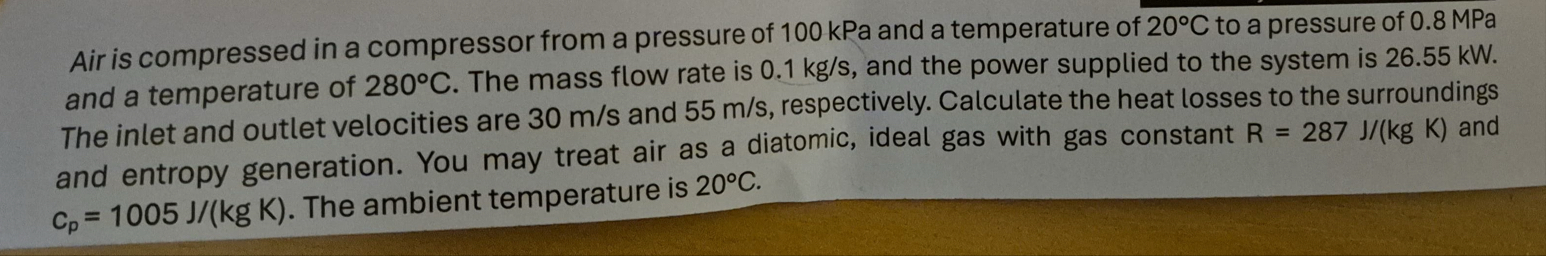 Air is compressed in a compressor from a pressure of 100 kPa and a temperature of 20°C to a pressure of 0.8 MPa
and a temperature of 280°C. The mass flow rate is 0.1 kg/s, and the power supplied to the system is 26.55 kW.
The inlet and outlet velocities are 30 m/s and 55 m/s, respectively. Calculate the heat losses to the surroundings
and entropy generation. You may treat air as a diatomic, ideal gas with gas constant R = 287 J/(kg K) and
cₚ = 1005 J/(kg K). The ambient temperature is 20°C.